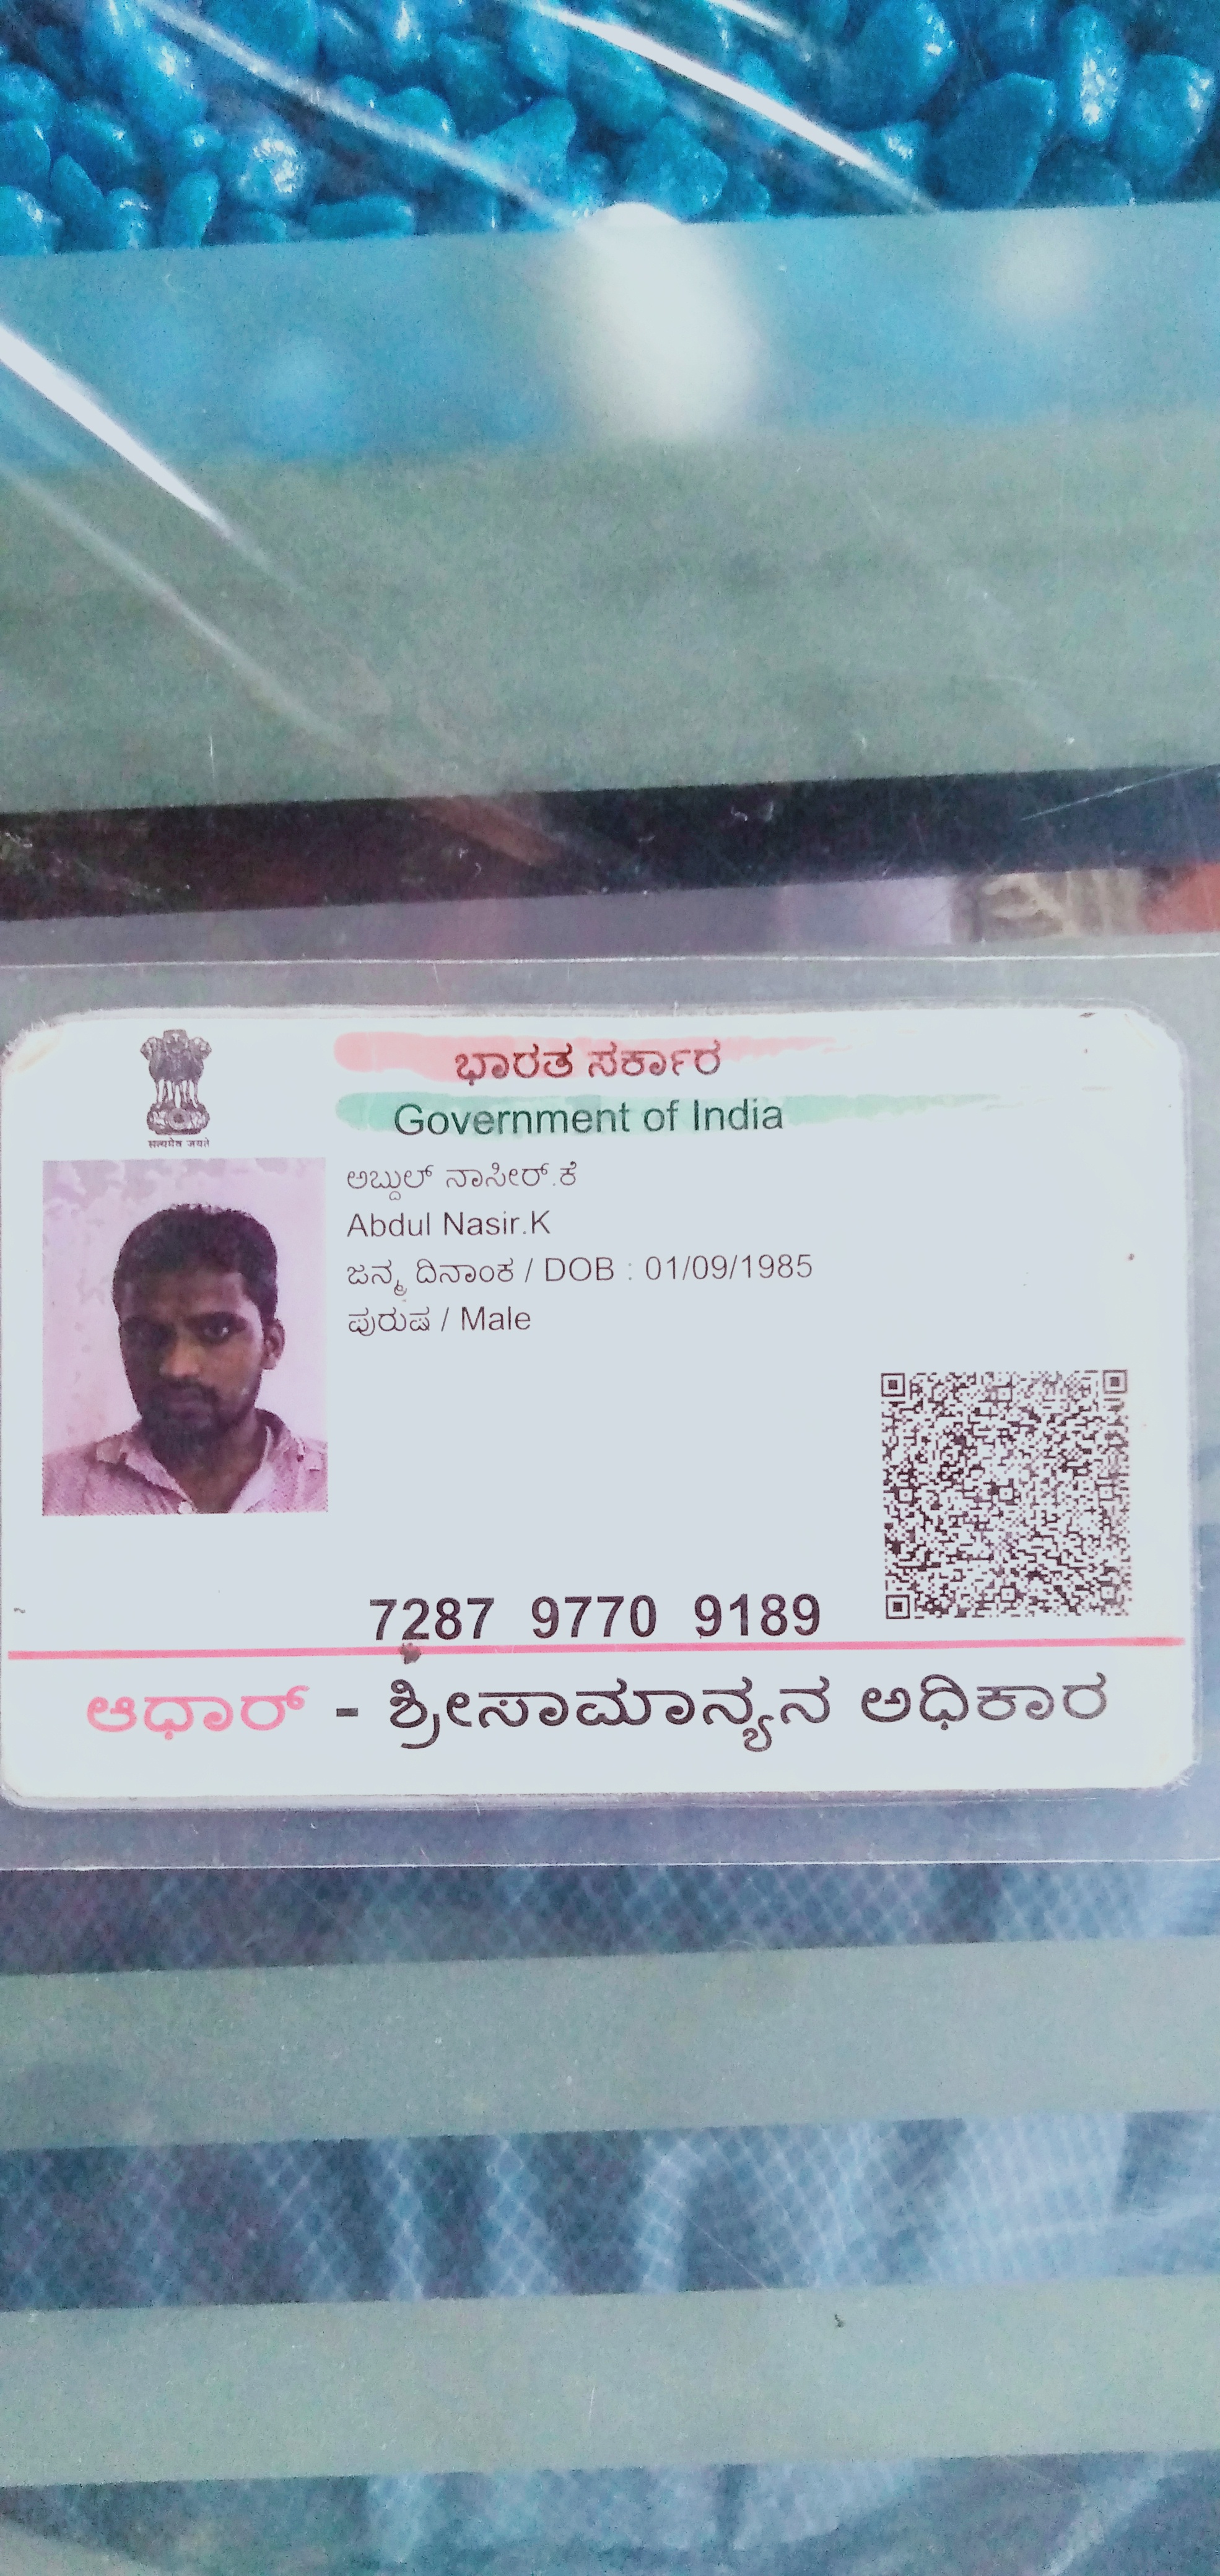 ಭಾರತ ಸರ್ಕಾರ
Government of India
सत्यमेव जयते
ಅಬ್ದುಲ್ ನಾಸೀರ್.ಕೆ
Abdul Nasir.K
ಜನ್ಮ ದಿನಾಂಕ / DOB : 01/09/1985
ಪುರುಷ / Male
7287 9770 9189
ಆಧಾರ್ - ಶ್ರೀಸಾಮಾನ್ಯನ ಅಧಿಕಾರ